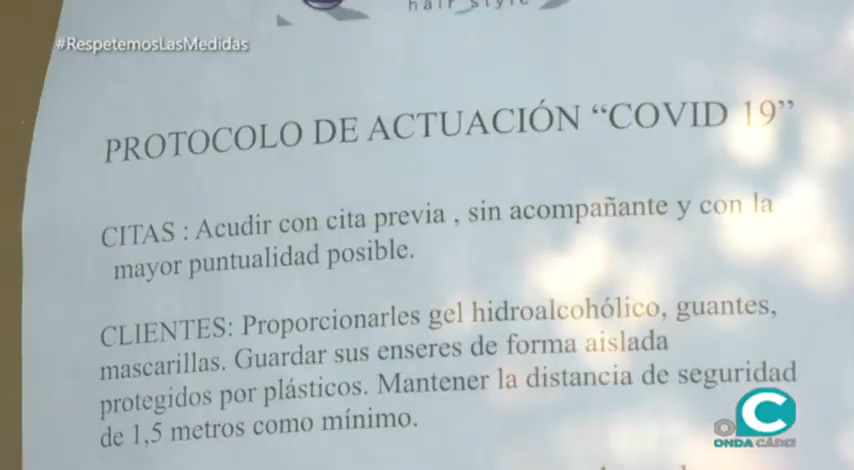 hair style
#RespetemosLasMedidas
PROTOCOLO DE ACTUACIÓN “COVID 19”
CITAS : Acudir con cita previa , sin acompañante y con la
mayor puntualidad posible.
CLIENTES: Proporcionarles gel hidroalcohólico, guantes,
mascarillas. Guardar sus enseres de forma aislada
protegidos por plásticos. Mantener la distancia de seguridad
de 1,5 metros como mínimo.
ONDA CÁDIZ